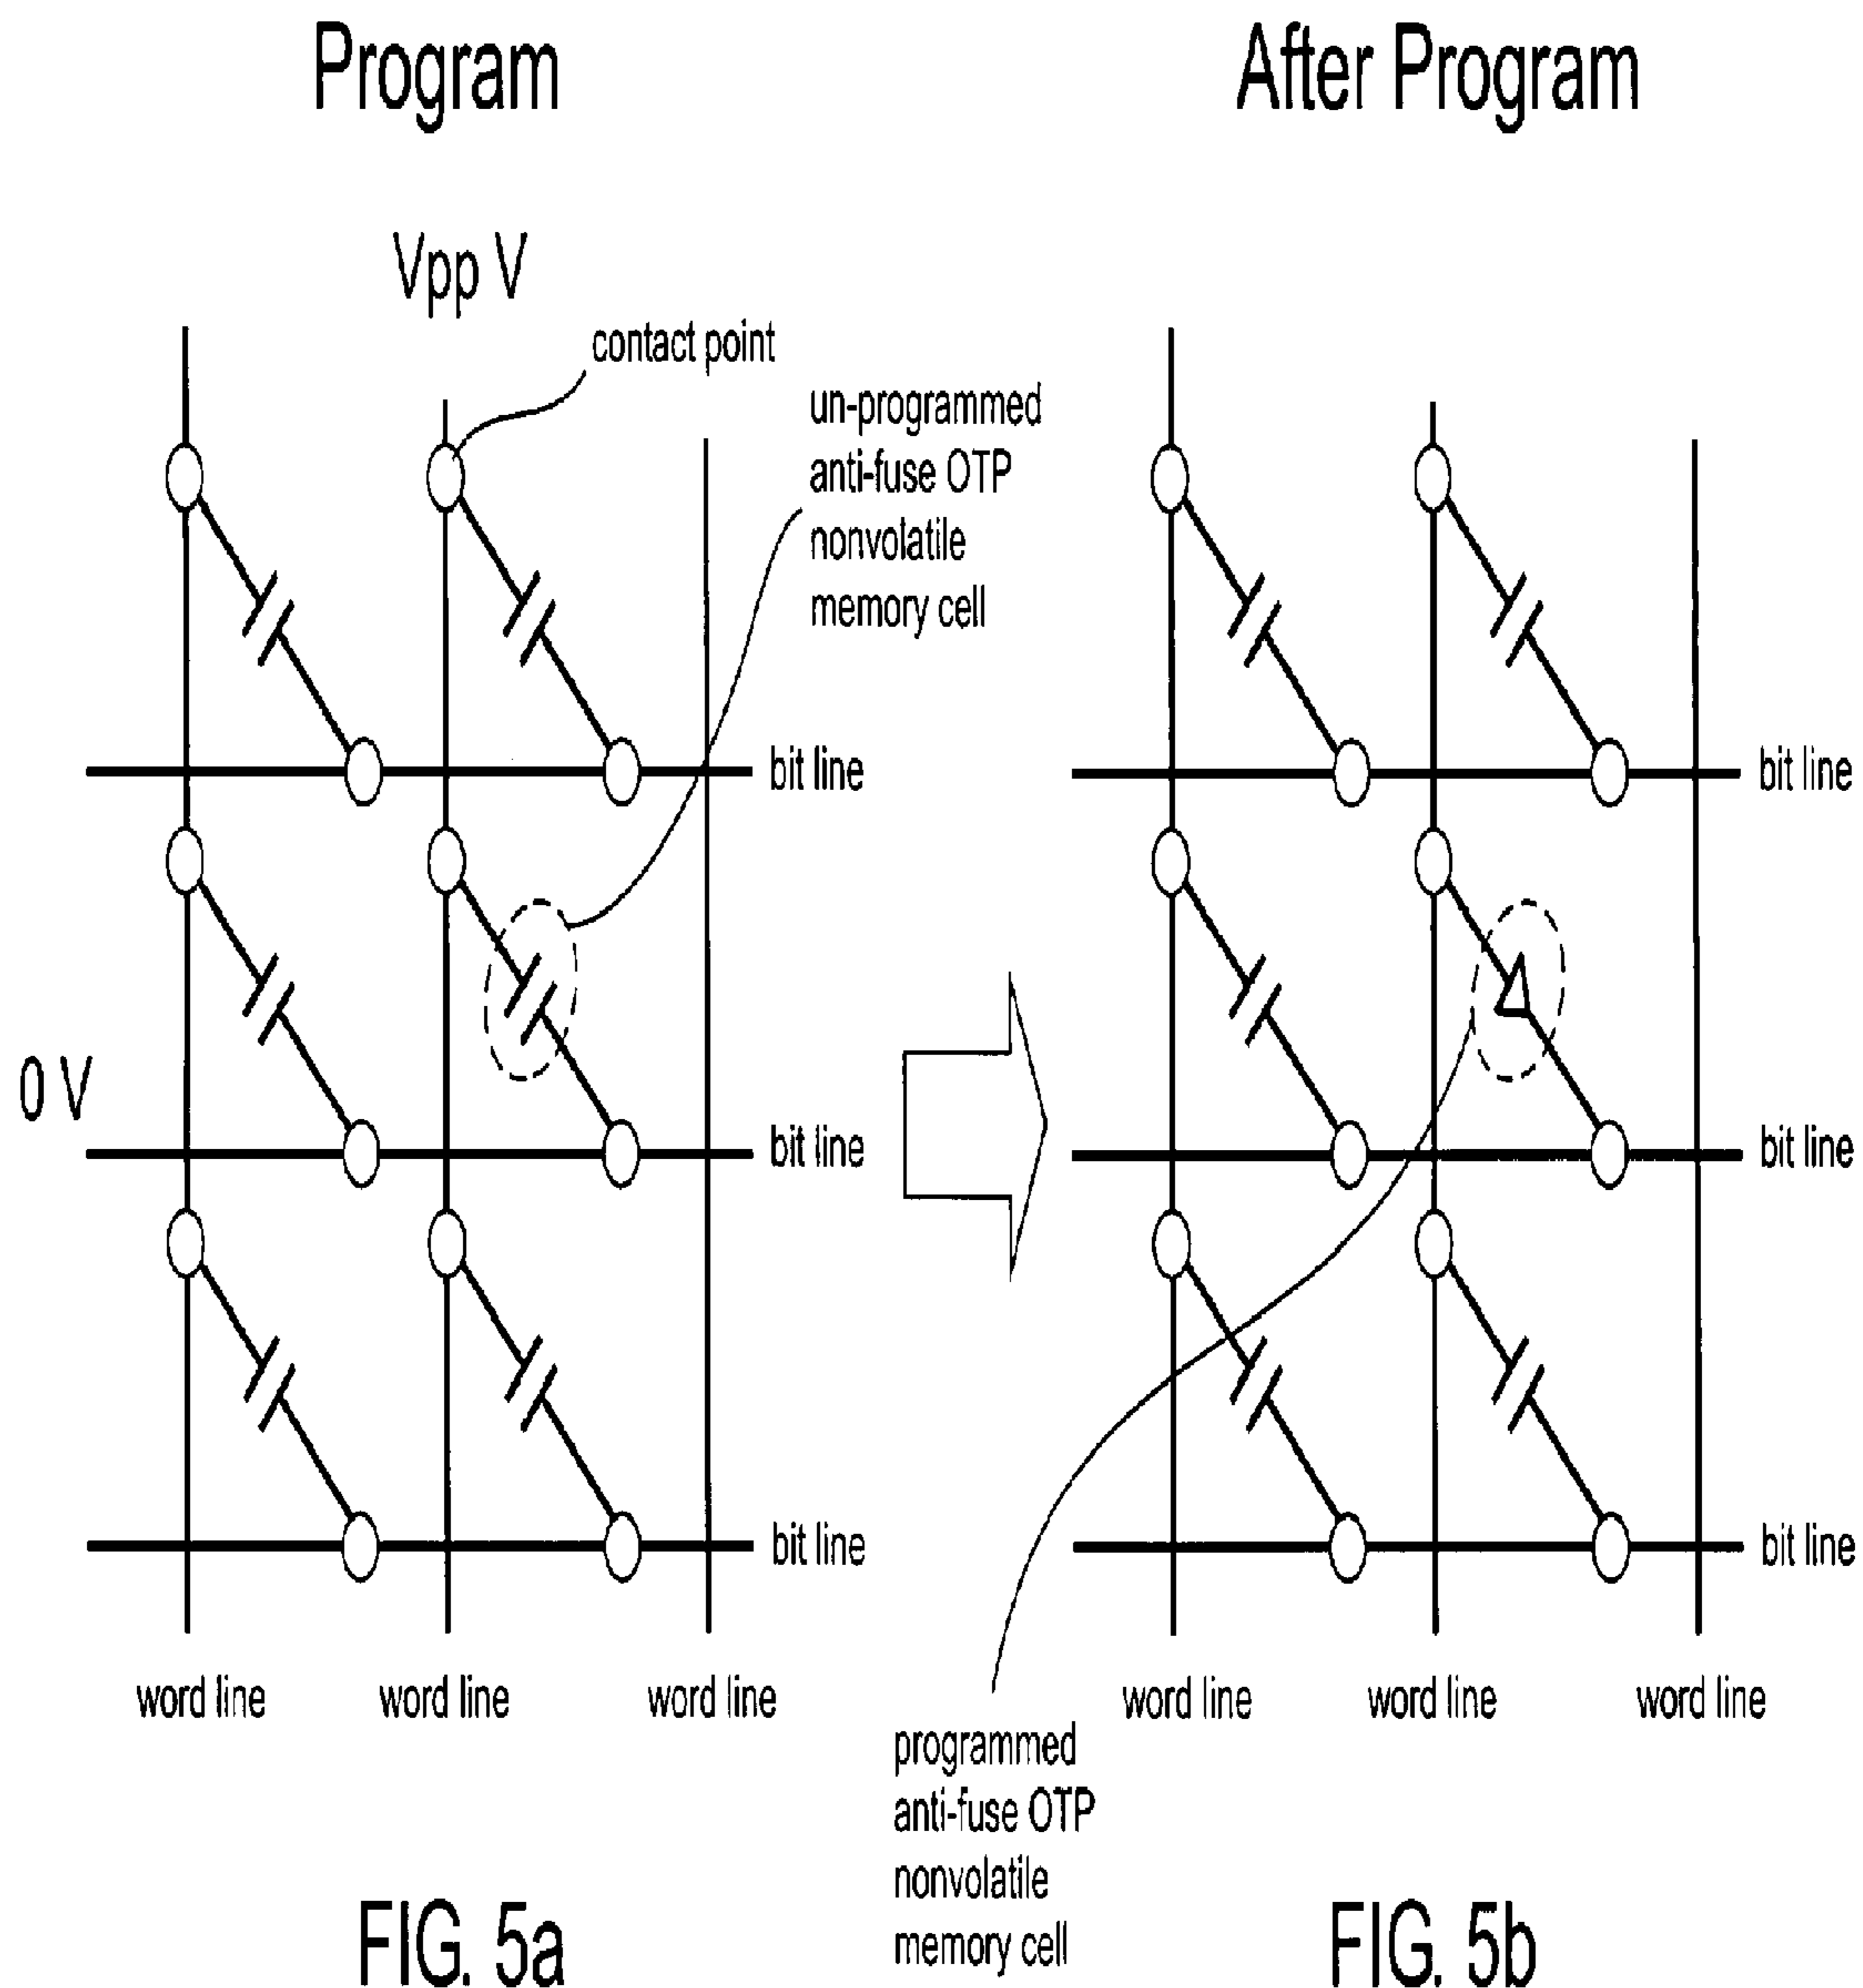 Program
After Program
Vpp V
contact point
un-programmed
anti-fuse OTP
nonvolatile
memory cell
bit line
bit line
0 V
bit line
bit line
bit line
bit line
word line
word line
word line
word line
word line
word line
programmed
anti-fuse OTP
nonvolatile
memory cell
FIG. 5a
FIG. 5b